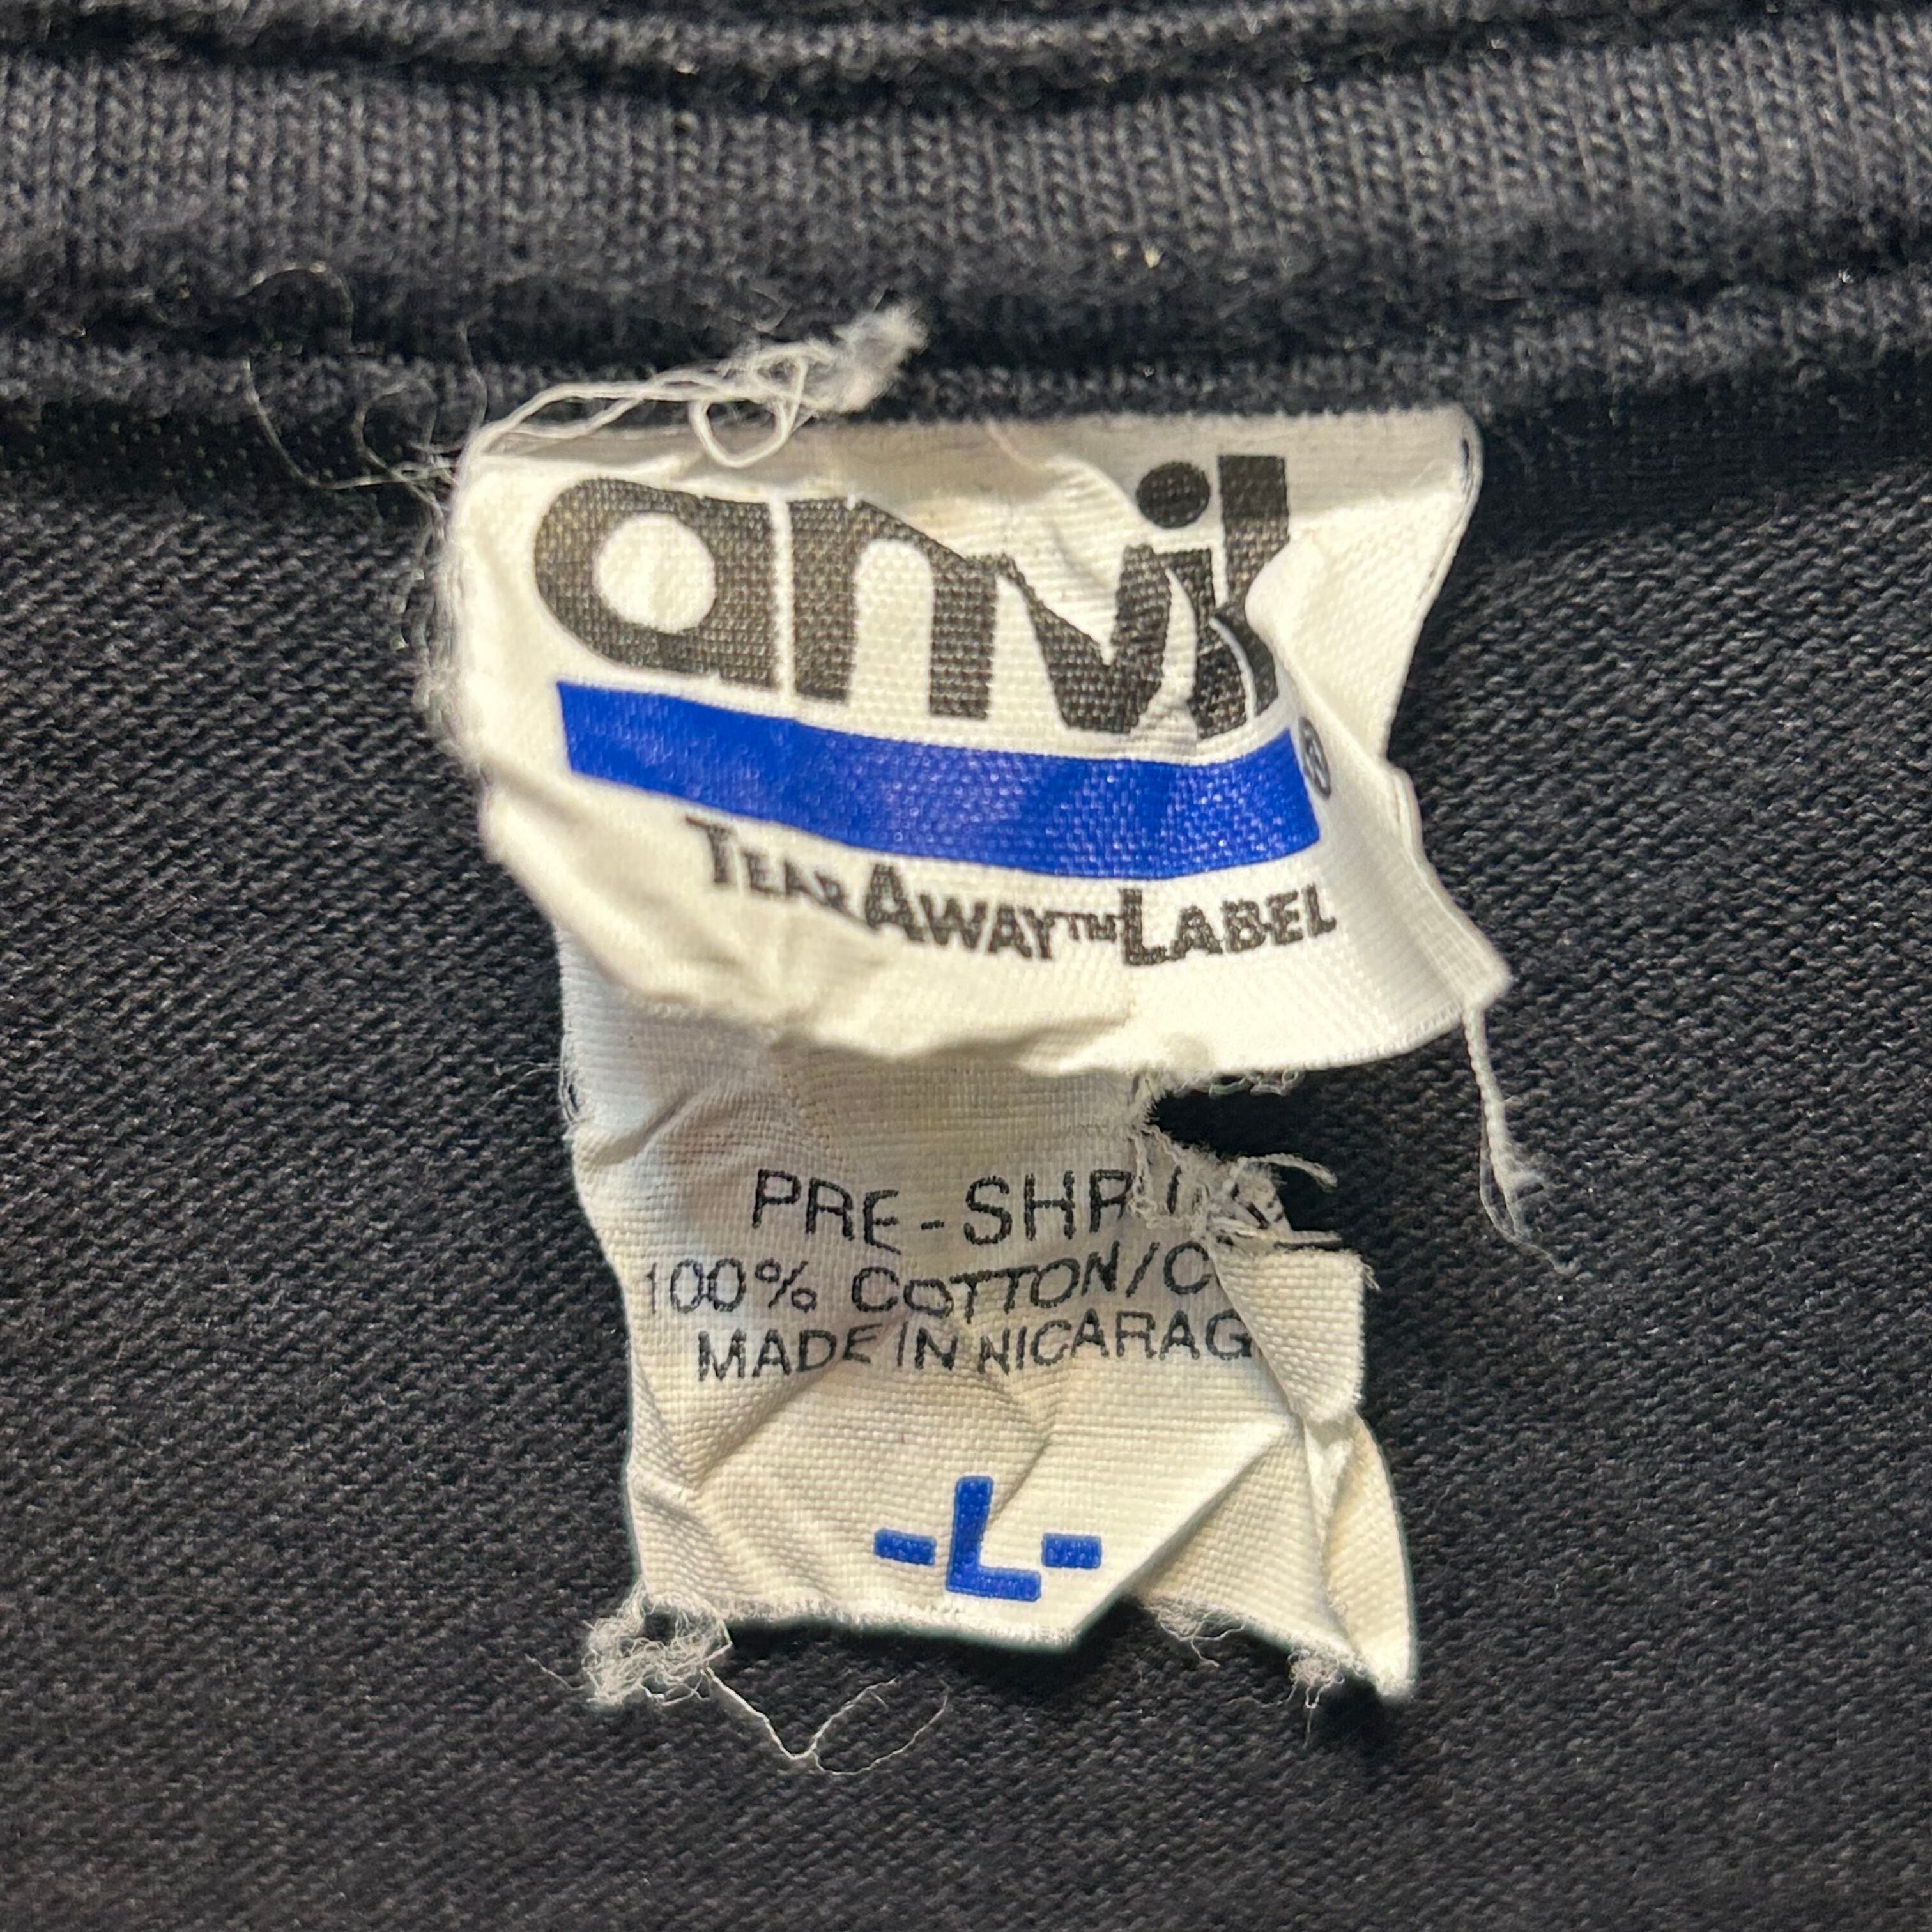 anvil®
TEARAWAY™LABEL
PRE-SHR
100% COTTON/C
MADE IN NICARAG
-L-